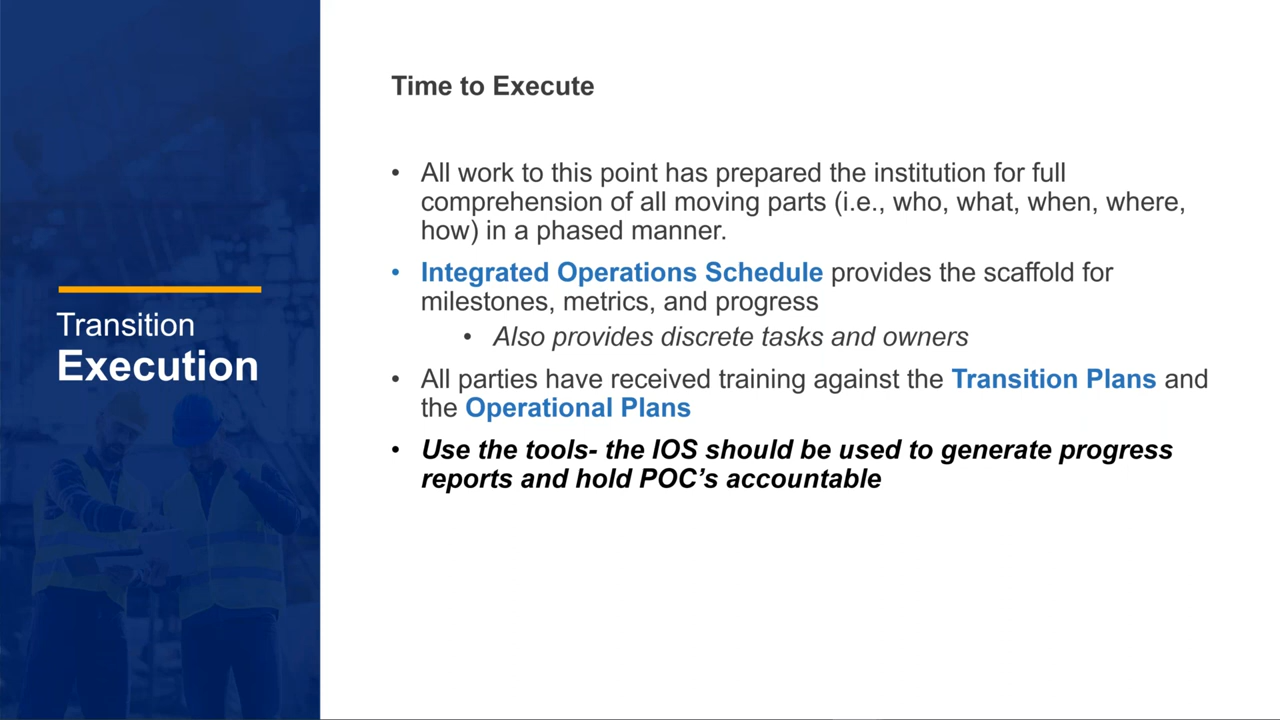 Transition
Execution
Time to Execute
• All work to this point has prepared the institution for full
comprehension of all moving parts (i.e., who, what, when, where,
how) in a phased manner.
• Integrated Operations Schedule provides the scaffold for
milestones, metrics, and progress
• Also provides discrete tasks and owners
• All parties have received training against the Transition Plans and
the Operational Plans
• Use the tools- the IOS should be used to generate progress
reports and hold POC’s accountable